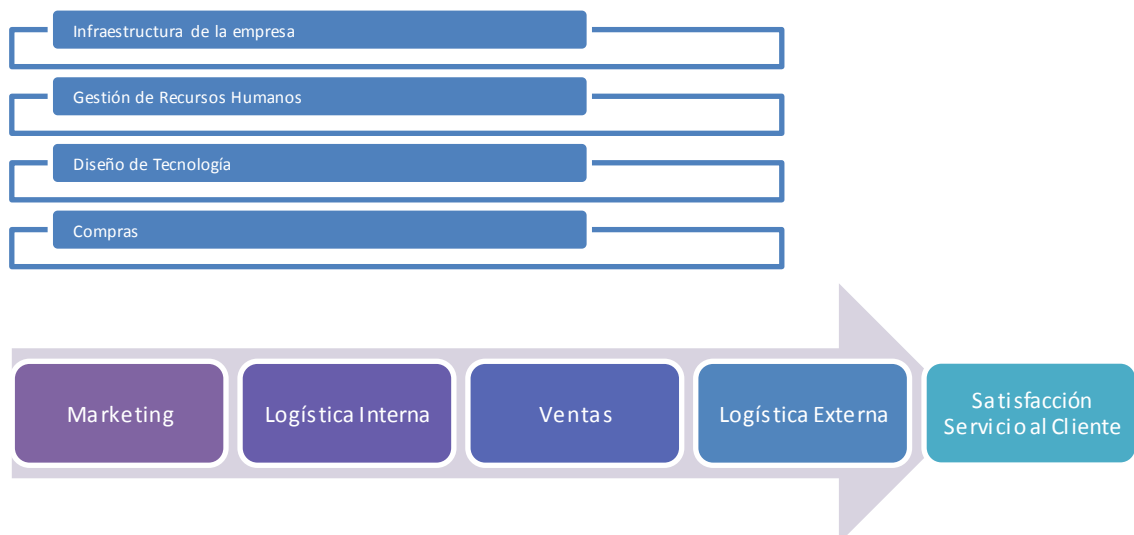 Infraestructura de la empresa
Gestión de Recursos Humanos
Diseño de Tecnología
Compras
Marketing
Logística Interna
Ventas
Logística Externa
Satisfacción
Servicio al Cliente